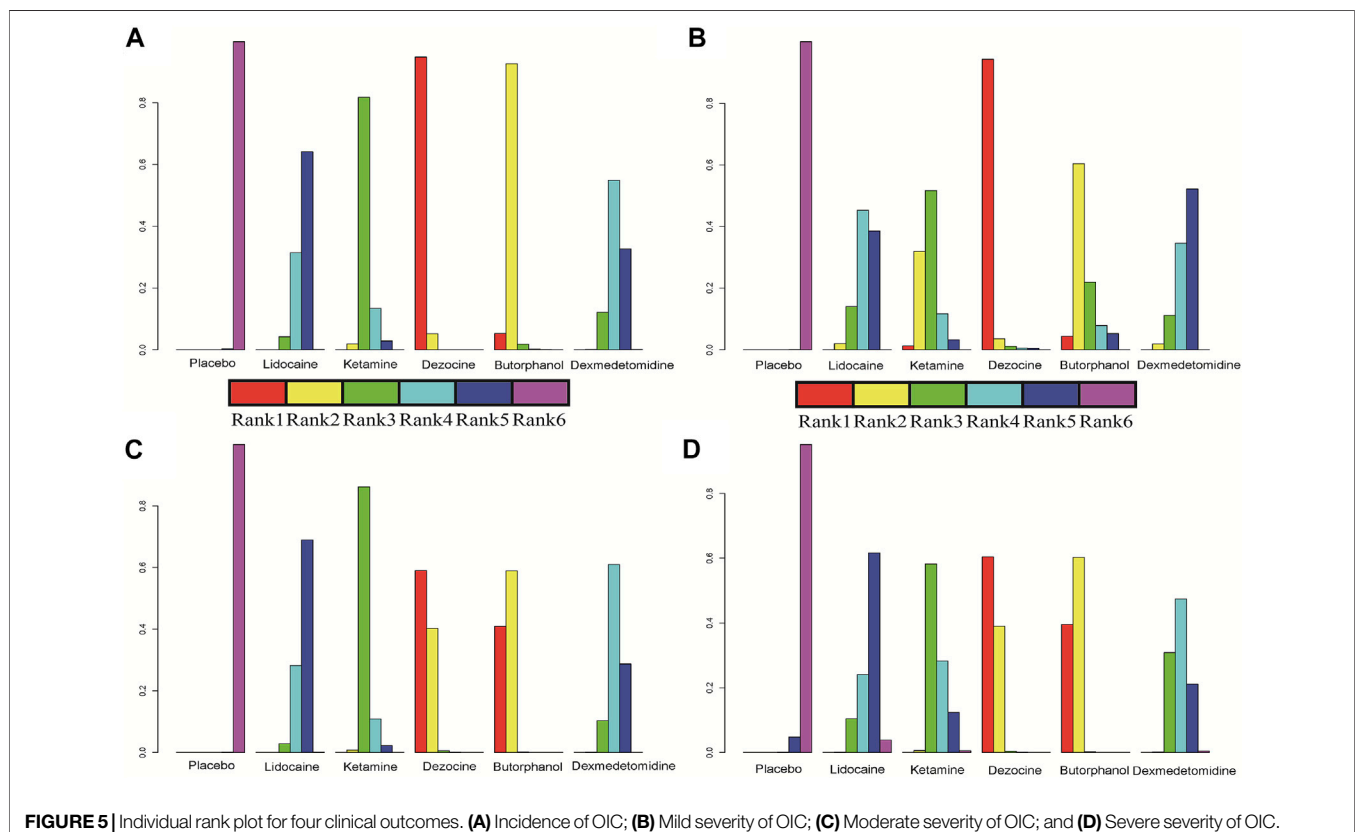 A
B
0.0 0.2 0.4 0.6 0.8
0.0 0.2 0.4 0.6 0.8
Placebo Lidocaine Ketamine Dezocine Butorphanol Dexmedetomidine
Placebo Lidocaine Ketamine Dezocine Butorphanol Dexmedetomidine
Rank1 Rank2 Rank3 Rank4 Rank5 Rank6
Rank1 Rank2 Rank3 Rank4 Rank5 Rank6
C
D
0.0 0.2 0.4 0.6 0.8
0.0 0.2 0.4 0.6 0.8
Placebo Lidocaine Ketamine Dezocine Butorphanol Dexmedetomidine
Placebo Lidocaine Ketamine Dezocine Butorphanol Dexmedetomidine
FIGURE 5 | Individual rank plot for four clinical outcomes. (A) Incidence of OIC; (B) Mild severity of OIC; (C) Moderate severity of OIC; and (D) Severe severity of OIC.